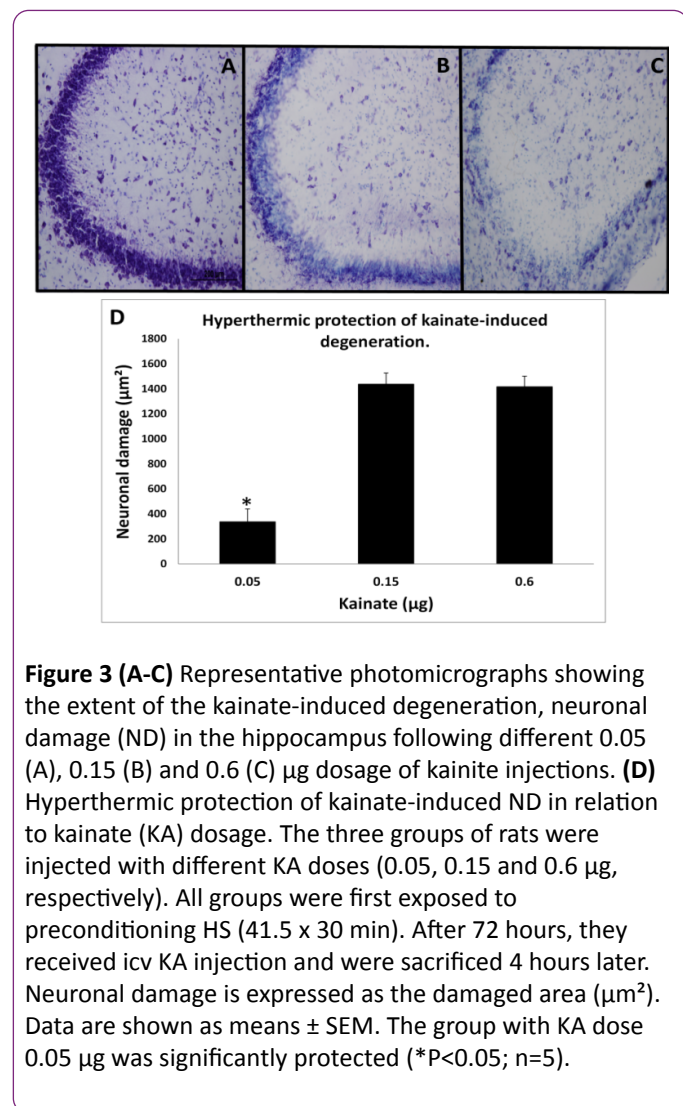 A B C
D Hyperthermic protection of kainate-induced
degeneration.
1800
1600
1400
1200
1000
800
600
400
200
0
Neuronal damage (µm²)
*
0.05 0.15 0.6
Kainate (µg)
Figure 3 (A-C) Representative photomicrographs showing
the extent of the kainate-induced degeneration, neuronal
damage (ND) in the hippocampus following different 0.05
(A), 0.15 (B) and 0.6 (C) µg dosage of kainite injections. (D)
Hyperthermic protection of kainate-induced ND in relation
to kainate (KA) dosage. The three groups of rats were
injected with different KA doses (0.05, 0.15 and 0.6 µg,
respectively). All groups were first exposed to
preconditioning HS (41.5 x 30 min). After 72 hours, they
received icv KA injection and were sacrificed 4 hours later.
Neuronal damage is expressed as the damaged area (µm²).
Data are shown as means ± SEM. The group with KA dose
0.05 µg was significantly protected (*P<0.05; n=5).